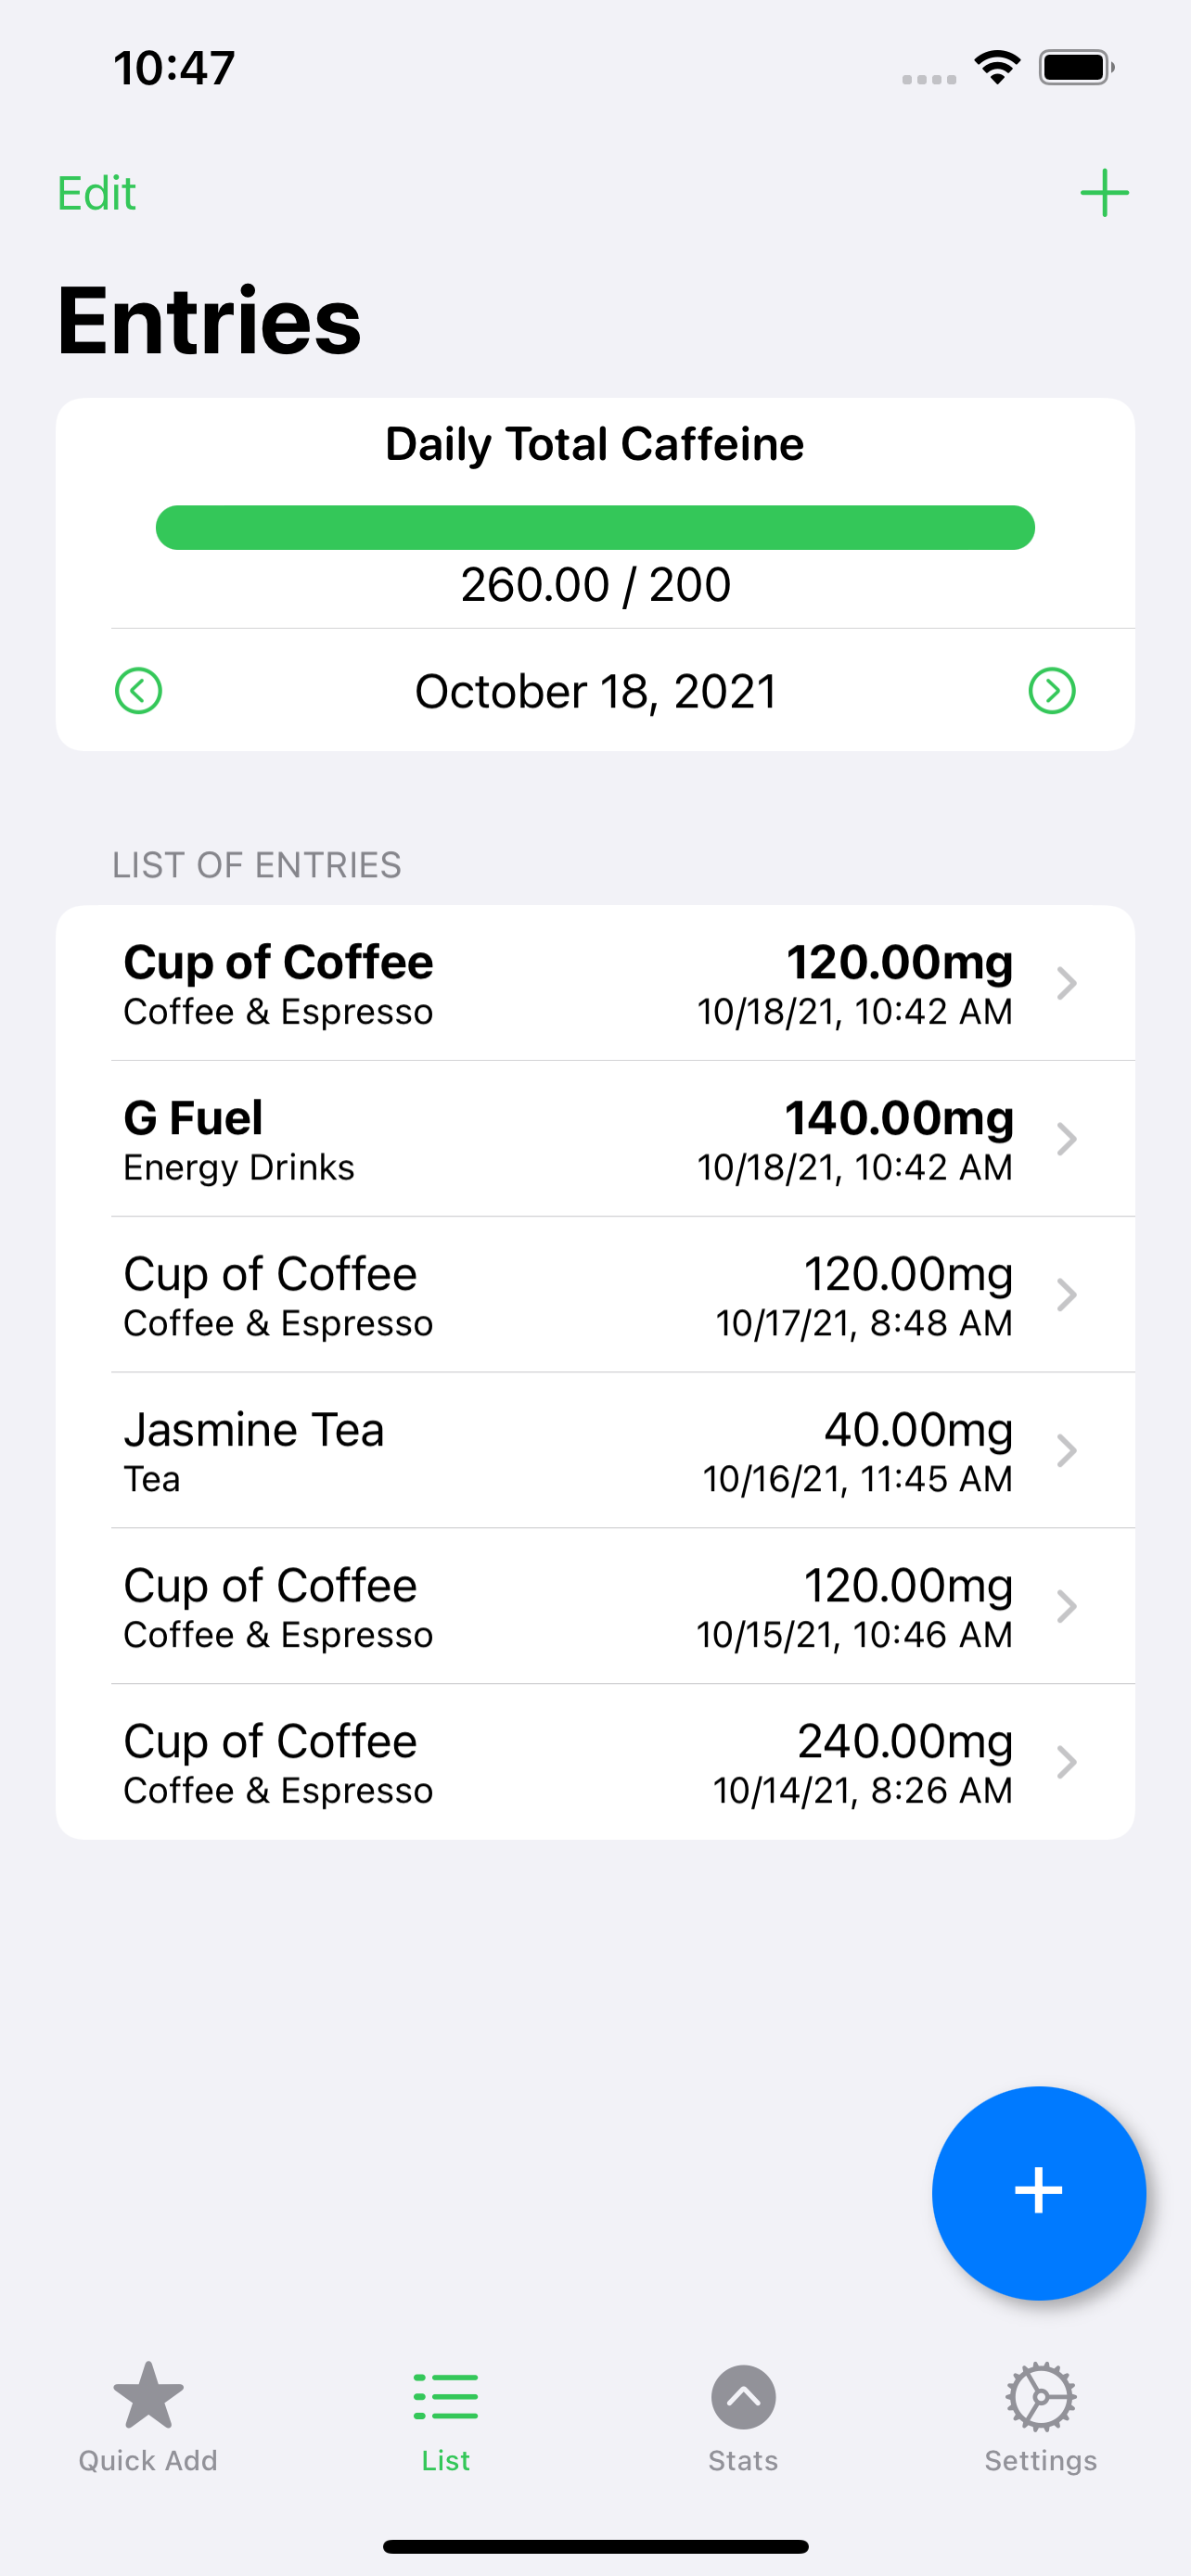 10:47
Edit
Entries
Daily Total Caffeine
260.00 / 200
October 18, 2021
LIST OF ENTRIES
Cup of Coffee 120.00mg
Coffee & Espresso 10/18/21, 10:42 AM
G Fuel 140.00mg
Energy Drinks 10/18/21, 10:42 AM
Cup of Coffee 120.00mg
Coffee & Espresso 10/17/21, 8:48 AM
Jasmine Tea 40.00mg
Tea 10/16/21, 11:45 AM
Cup of Coffee 120.00mg
Coffee & Espresso 10/15/21, 10:46 AM
Cup of Coffee 240.00mg
Coffee & Espresso 10/14/21, 8:26 AM
Quick Add List Stats Settings